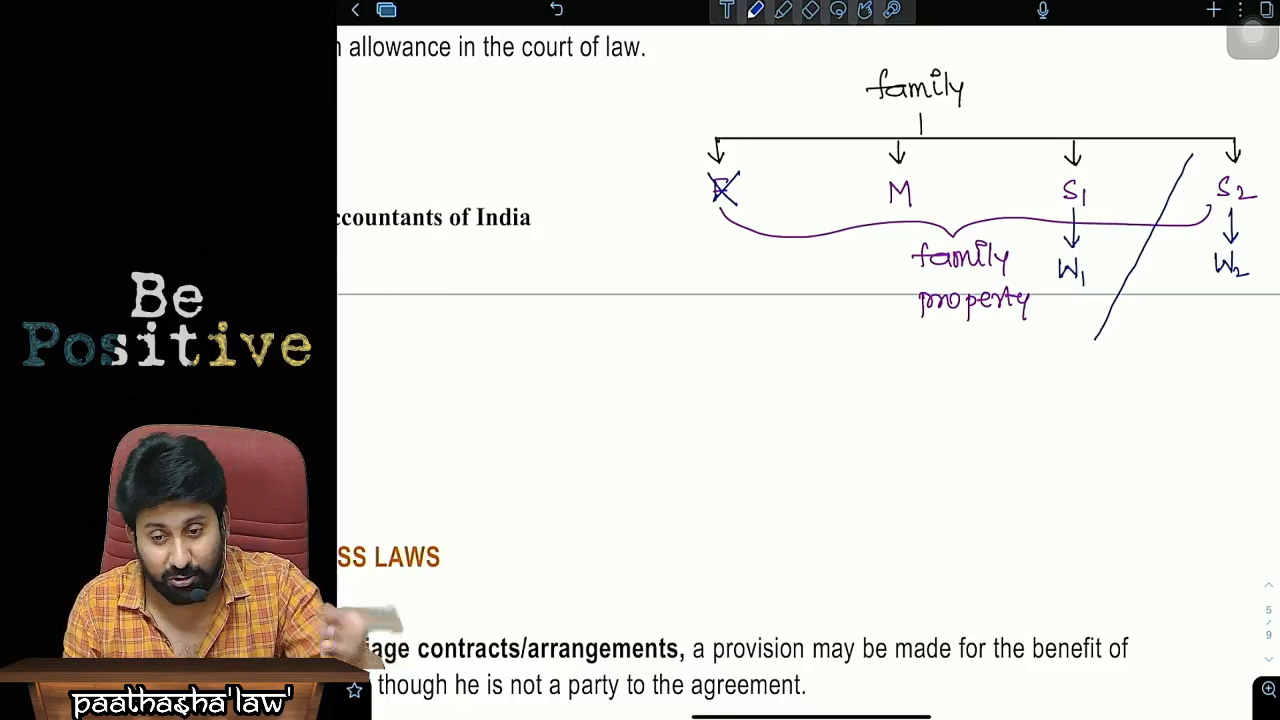 n allowance in the court of law.
family
F M S1 S2
ccountants of India
family
property
W1 W2
Be
Positive
SS LAWS
iage contracts/arrangements, a provision may be made for the benefit of
though he is not a party to the agreement.
paathasha'law'
5
/
9